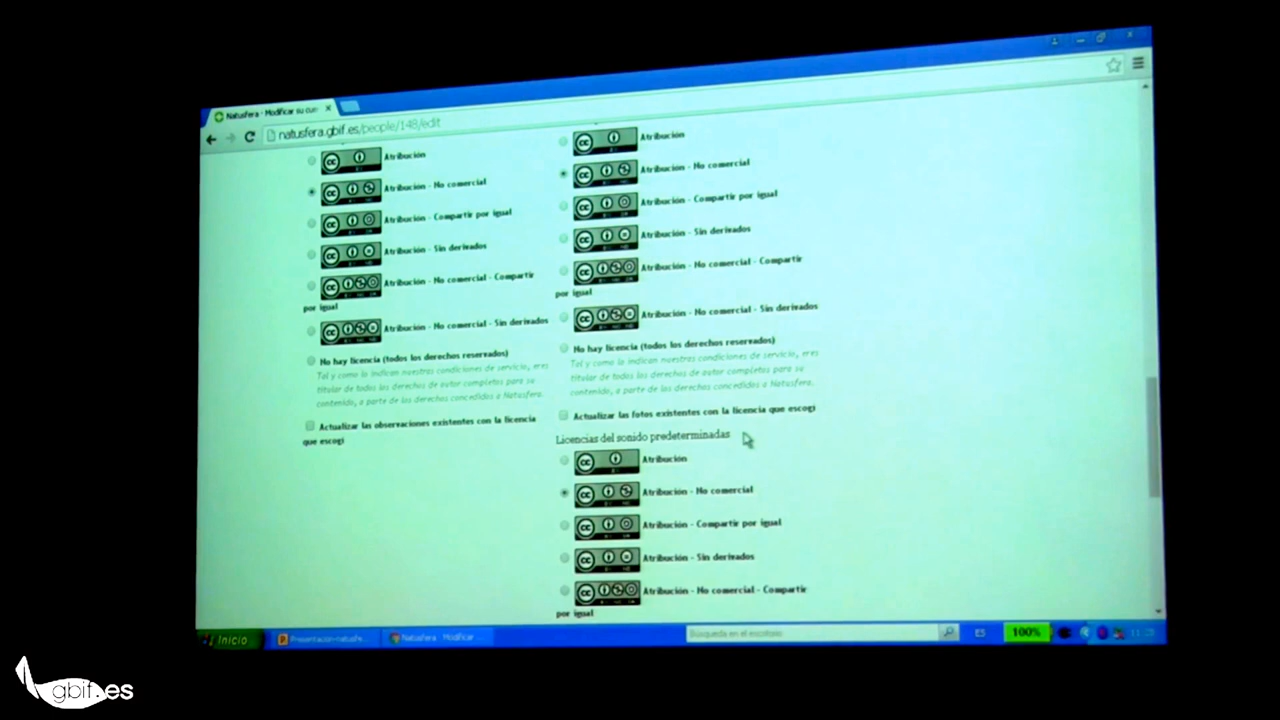 Natusfera · Modificar su cue
natusfera.gbif.es/people/148/edit
Atribución
Atribución - No comercial
Atribución - Compartir por igual
Atribución - Sin derivados
Atribución - No comercial - Compartir
por igual
Atribución - No comercial - Sin derivados
No hay licencia (todos los derechos reservados)
Tal y como lo indican nuestras condiciones de servicio, eres
titular de todos los derechos de autor completos para su
contenido, a parte de los derechos concedidos a Natusfera.
Actualizar las observaciones existentes con la licencia
que escogi
Atribución
Atribución - No comercial
Atribución - Compartir por igual
Atribución - Sin derivados
Atribución - No comercial - Compartir
por igual
Atribución - No comercial - Sin derivados
No hay licencia (todos los derechos reservados)
Tal y como lo indican nuestras condiciones de servicio, eres
titular de todos los derechos de autor completos para su
contenido, a parte de los derechos concedidos a Natusfera.
Actualizar las fotos existentes con la licencia que escogi
Licencias del sonido predeterminadas
Atribución
Atribución - No comercial
Atribución - Compartir por igual
Atribución - Sin derivados
Atribución - No comercial - Compartir
por igual
Inicio
Presentacion-natusfe...
Natusfera · Modificar ...
Búsqueda en el escritorio
ES
100%
gbif.es